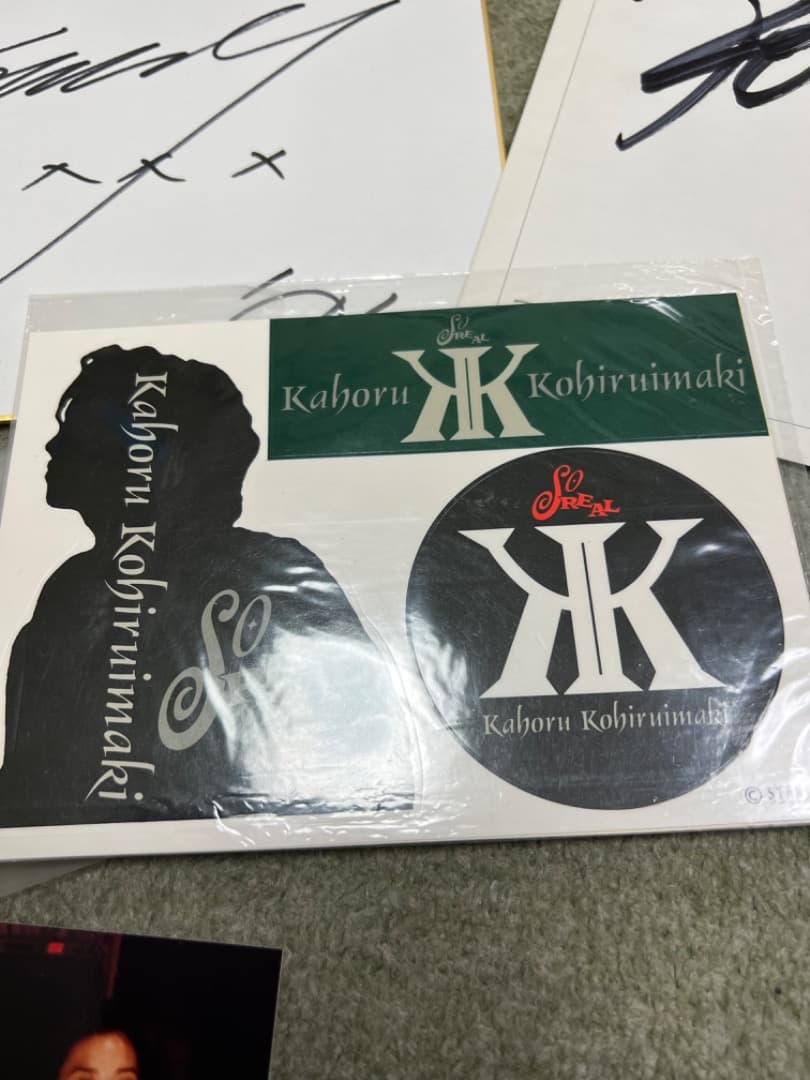 x x x
SO REAL
Kahoru KK Kohiruimaki
Kahoru Kohiruimaki
SO
SO REAL
KK
Kahoru Kohiruimaki
©